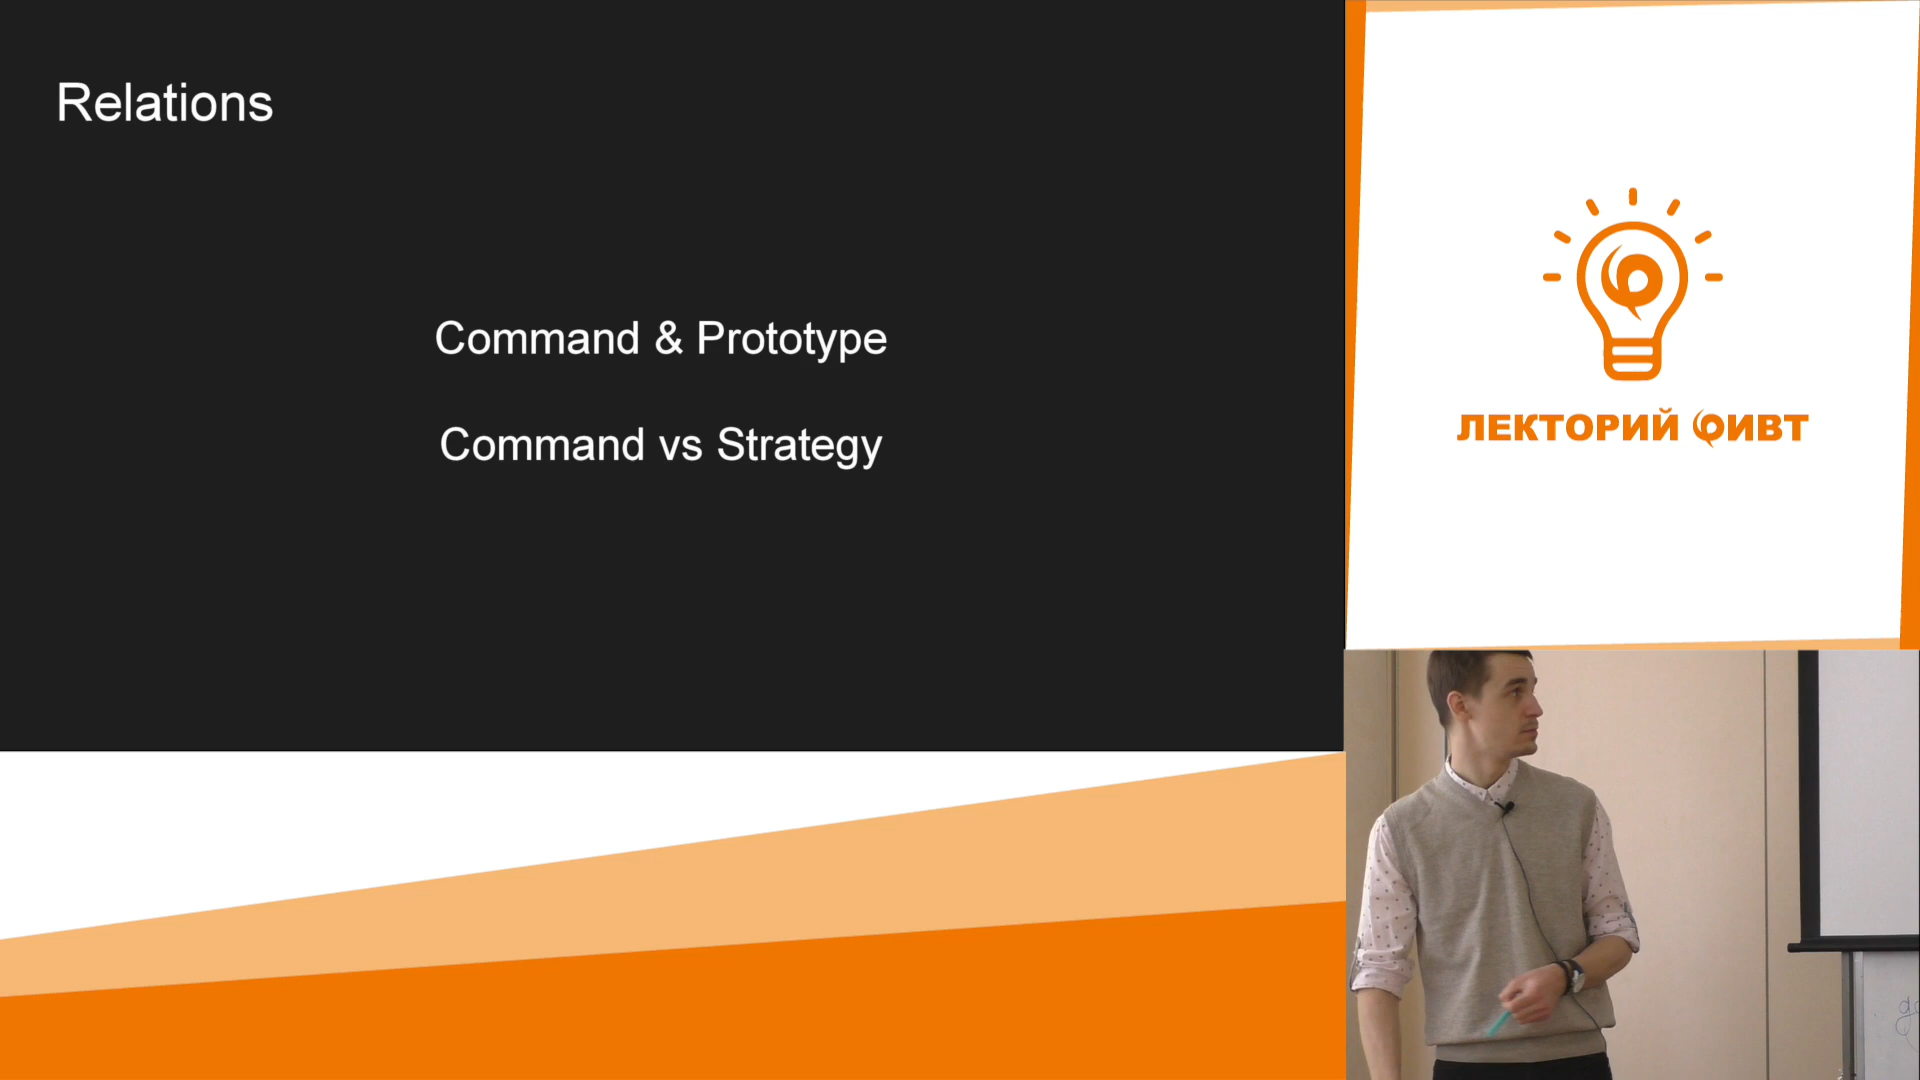 Relations
Command & Prototype
Command vs Strategy
ЛЕКТОРИЙ ФИВТ